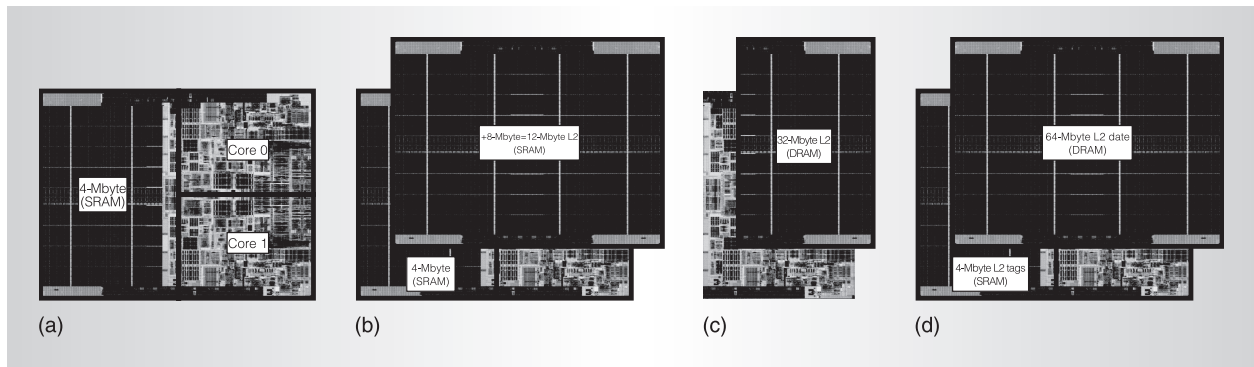 4-Mbyte
(SRAM)
Core 0
Core 1
(a)
+8-Mbyte=12-Mbyte L2
(SRAM)
4-Mbyte
(SRAM)
(b)
32-Mbyte L2
(DRAM)
(c)
64-Mbyte L2 date
(DRAM)
4-Mbyte L2 tags
(SRAM)
(d)